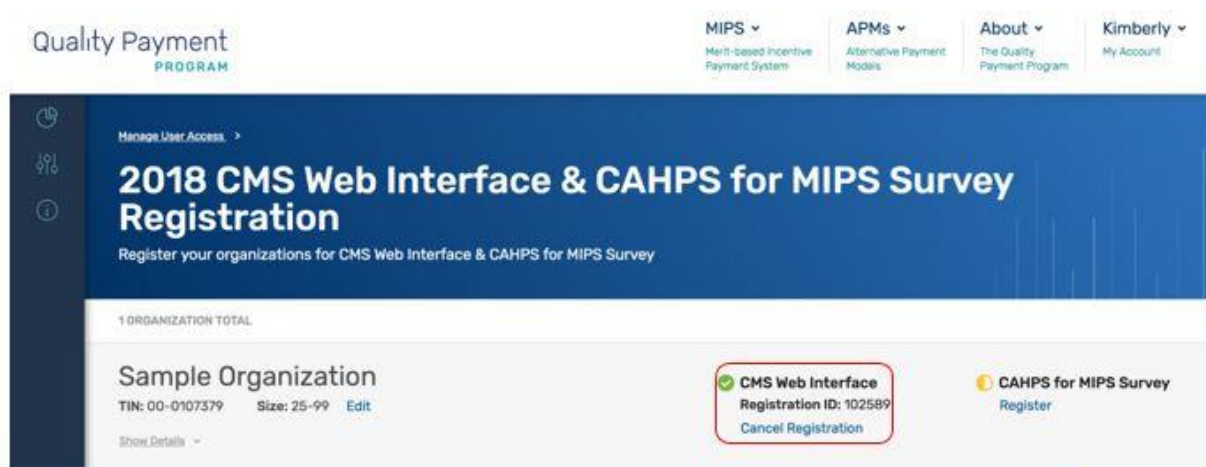 Quality Payment
PROGRAM
MIPS
Merit-based Incentive
Payment System
APMs
Alternative Payment
Models
About
The Quality
Payment Program
Kimberly
My Account
Manage User Access >
2018 CMS Web Interface & CAHPS for MIPS Survey
Registration
Register your organizations for CMS Web Interface & CAHPS for MIPS Survey
1 ORGANIZATION TOTAL
Sample Organization
TIN: 00-0107379 Size: 25-99 Edit
Show Details
CMS Web Interface
Registration ID: 102589
Cancel Registration
CAHPS for MIPS Survey
Register